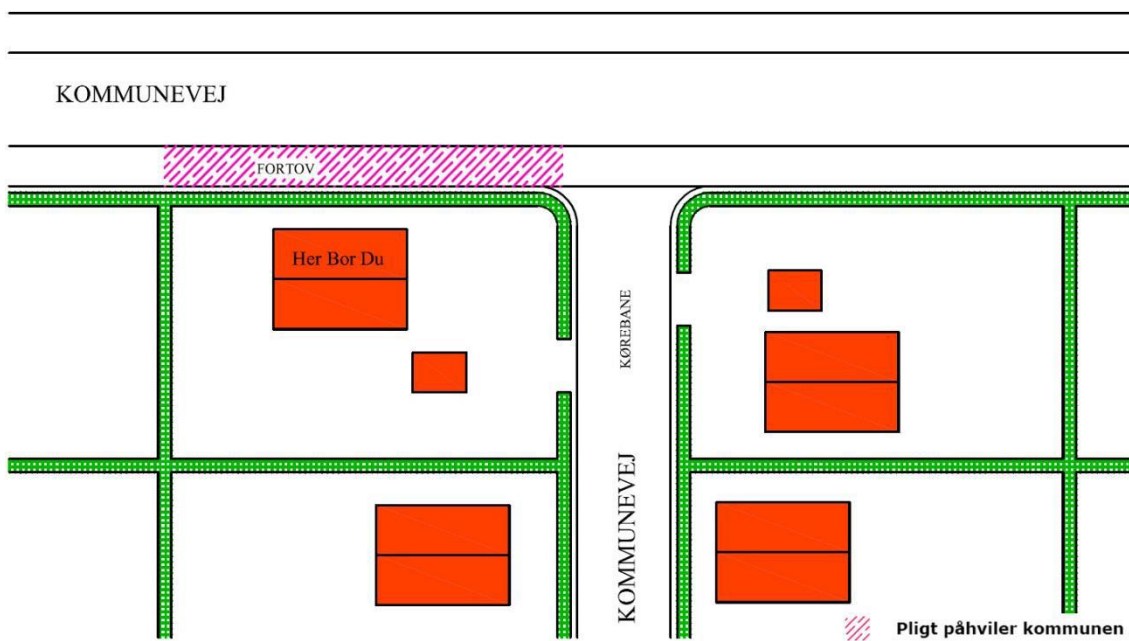 KOMMUNEVEJ
FORTOV
Her Bor Du
KØREBANE
KOMMUNEVEJ
Pligt påhviler kommunen